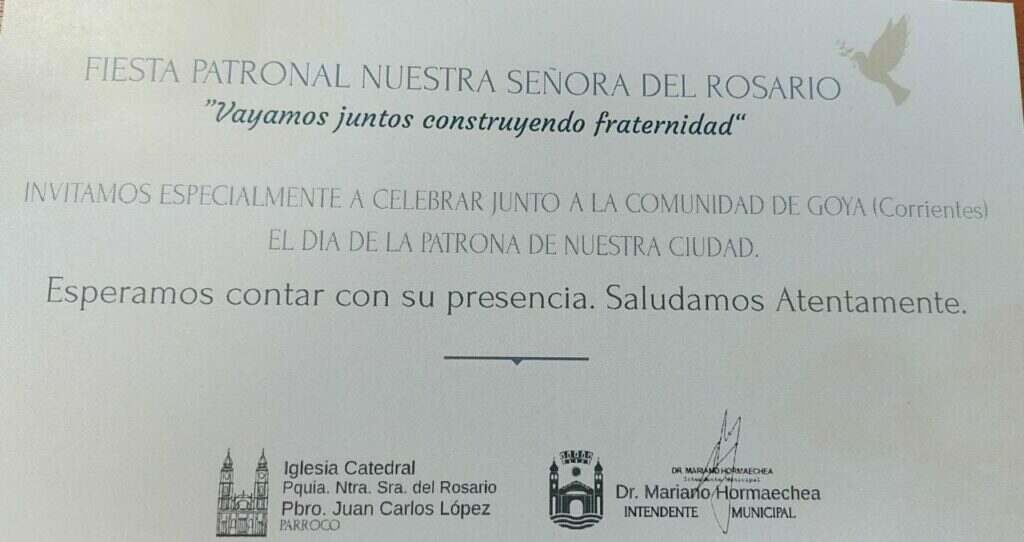 FIESTA PATRONAL NUESTRA SEÑORA DEL ROSARIO
"Vayamos juntos construyendo fraternidad"
INVITAMOS ESPECIALMENTE A CELEBRAR JUNTO A LA COMUNIDAD DE GOYA (Corrientes)
EL DIA DE LA PATRONA DE NUESTRA CIUDAD.
Esperamos contar con su presencia. Saludamos Atentamente.
Iglesia Catedral
Pquia. Ntra. Sra. del Rosario
Pbro. Juan Carlos López
PARROCO
DR. MARIANO HORMAECHEA
Intendente Municipal
Dr. Mariano Hormaechea
INTENDENTE MUNICIPAL